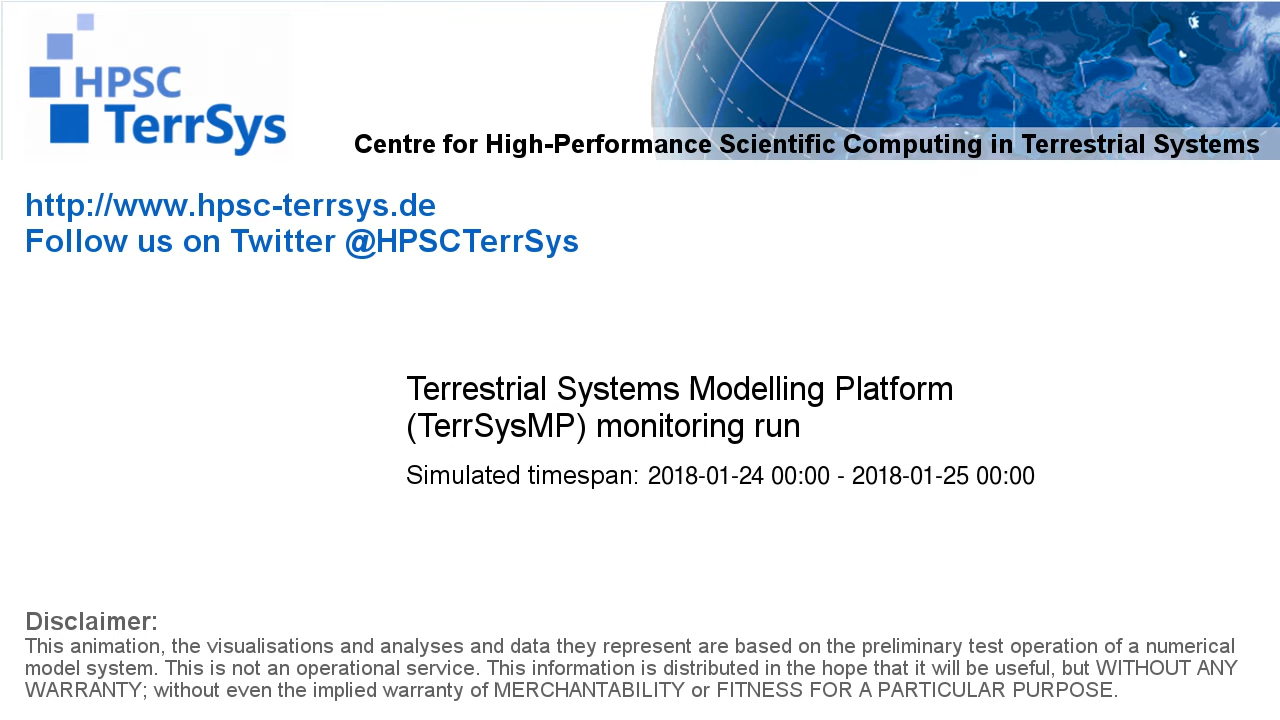 HPSC
TerrSys
Centre for High-Performance Scientific Computing in Terrestrial Systems
http://www.hpsc-terrsys.de
Follow us on Twitter @HPSCTerrSys
Terrestrial Systems Modelling Platform
(TerrSysMP) monitoring run
Simulated timespan: 2018-01-24 00:00 - 2018-01-25 00:00
Disclaimer:
This animation, the visualisations and analyses and data they represent are based on the preliminary test operation of a numerical
model system. This is not an operational service. This information is distributed in the hope that it will be useful, but WITHOUT ANY
WARRANTY; without even the implied warranty of MERCHANTABILITY or FITNESS FOR A PARTICULAR PURPOSE.